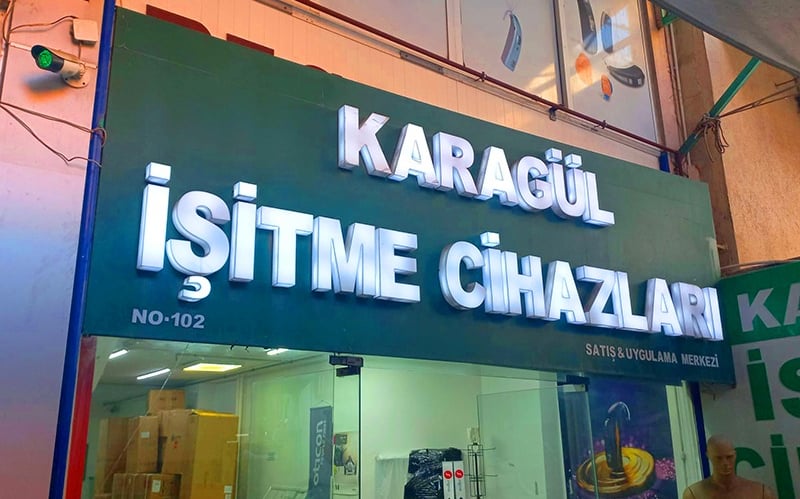 KARAGÜL
İŞİTME CİHAZLARI
NO-102
SATIŞ & UYGULAMA MERKEZİ
oticon
KA
İŞ
Cİ